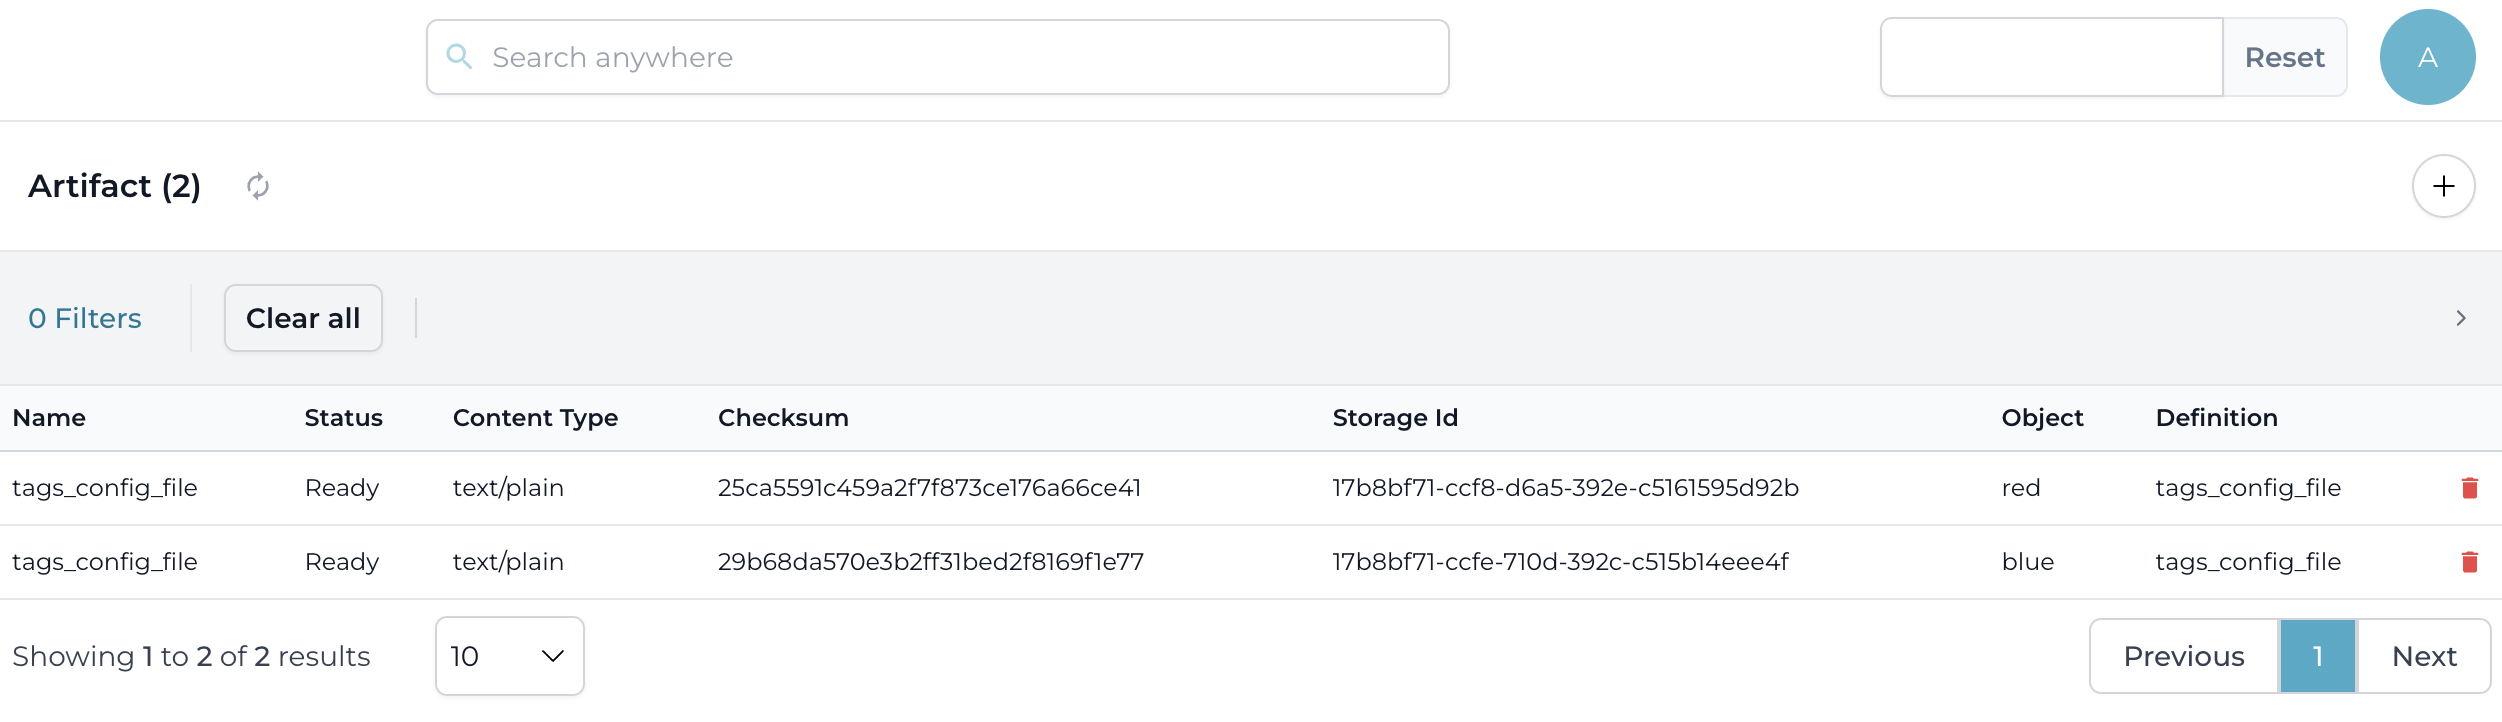 Search anywhere
Reset
A
Artifact (2)
0 Filters
Clear all
Name Status Content Type Checksum Storage Id Object Definition
tags_config_file Ready text/plain 25ca5591c459a2f7f873ce176a66ce41 17b8bf71-ccf8-d6a5-392e-c5161595d92b red tags_config_file
tags_config_file Ready text/plain 29b68da570e3b2ff31bed2f8169f1e77 17b8bf71-ccfe-710d-392c-c515b14eee4f blue tags_config_file
Showing 1 to 2 of 2 results 10 Previous 1 Next